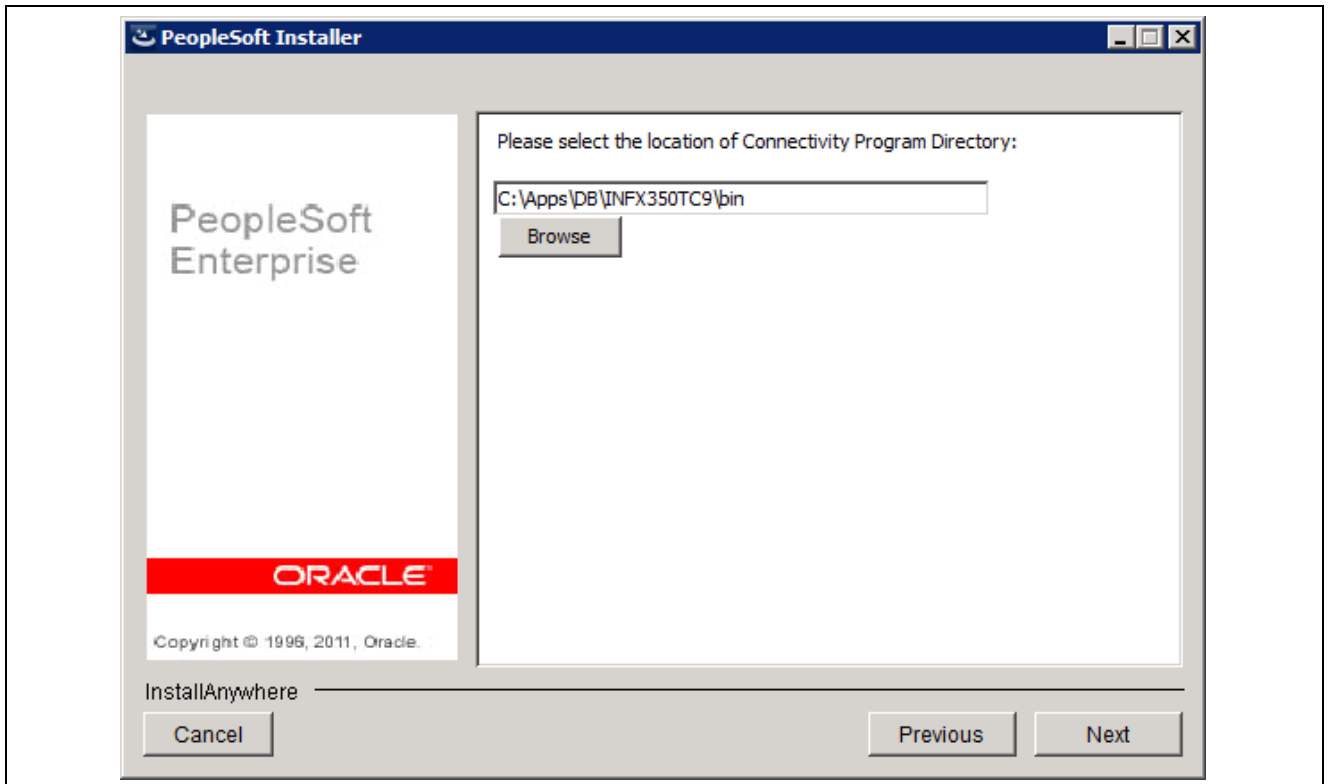 PeopleSoft Installer
PeopleSoft
Enterprise
ORACLE
Copyright © 1996, 2011, Oracle.
Please select the location of Connectivity Program Directory:
C:\Apps\DB\INFX350TC9\bin
Browse
InstallAnywhere
Cancel
Previous
Next